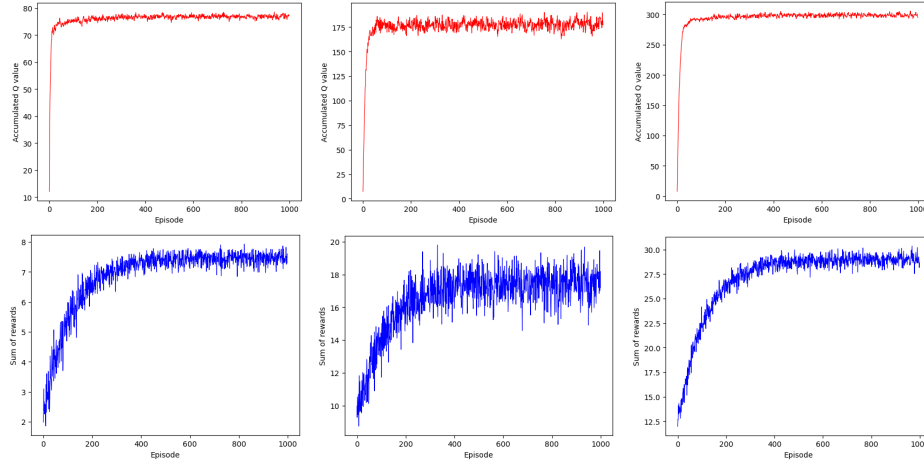 Accumulated Q value
80
70
60
50
40
30
20
10
0 200 400 600 800 1000
Episode
Accumulated Q value
175
150
125
100
75
50
25
0
0 200 400 600 800 1000
Episode
Accumulated Q value
300
250
200
150
100
50
0
0 200 400 600 800 1000
Episode
Sum of rewards
8
7
6
5
4
3
2
0 200 400 600 800 1000
Episode
Sum of rewards
20
18
16
14
12
10
0 200 400 600 800 1000
Episode
Sum of rewards
30.0
27.5
25.0
22.5
20.0
17.5
15.0
12.5
0 200 400 600 800 1000
Episode